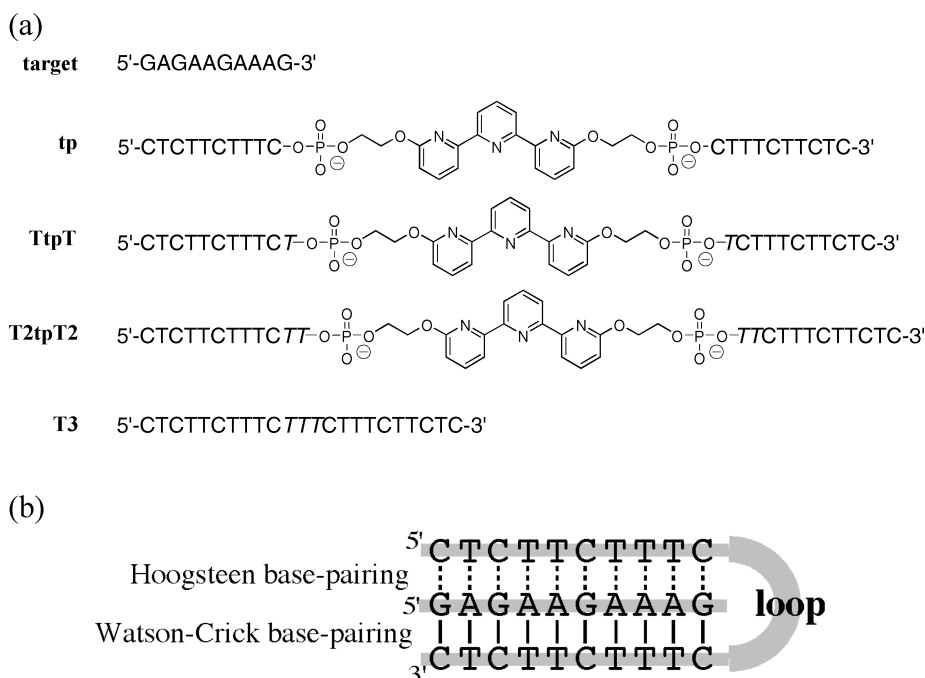 (a)
target 5'-GAGAAGAAAG-3'
tp 5'-CTCTTCTTTC-O-P(=O)(O⊖)-O O N N N O O-P(=O)(O⊖)-O-CTTTCTTCTC-3'
TtpT 5'-CTCTTCTTTCT-O-P(=O)(O⊖)-O O N N N O O-P(=O)(O⊖)-O-TCTTTCTTCTC-3'
T2tpT2 5'-CTCTTCTTTCTT-O-P(=O)(O⊖)-O O N N N O O-P(=O)(O⊖)-O-TTCTTTCTTCTC-3'
T3 5'-CTCTTCTTTCTTTCTTTCTTCTC-3'
(b)
5' CTCTTCTTTC
Hoogsteen base-pairing
5' GAGAAGAAAG loop
Watson-Crick base-pairing
3' CTCTTCTTTC